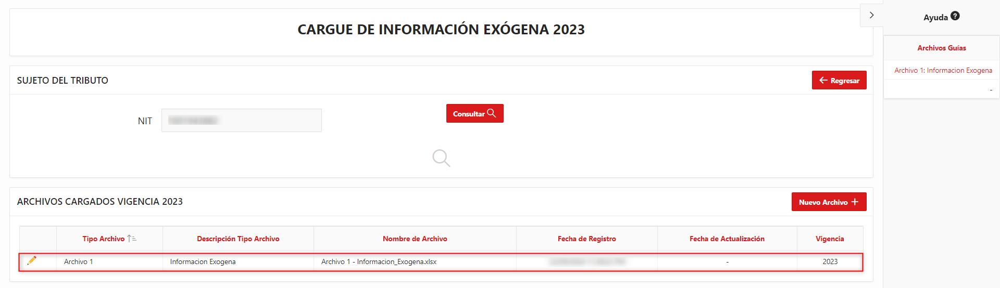 CARGUE DE INFORMACIÓN EXÓGENA 2023
SUJETO DEL TRIBUTO
Regresar
NIT
Consultar
ARCHIVOS CARGADOS VIGENCIA 2023
Nuevo Archivo +
Tipo Archivo Descripción Tipo Archivo Nombre de Archivo Fecha de Registro Fecha de Actualización Vigencia
Archivo 1 Informacion Exogena Archivo 1 - Informacion_Exogena.xlsx - 2023
Ayuda ?
Archivos Guías
Archivo 1: Informacion Exogena
-